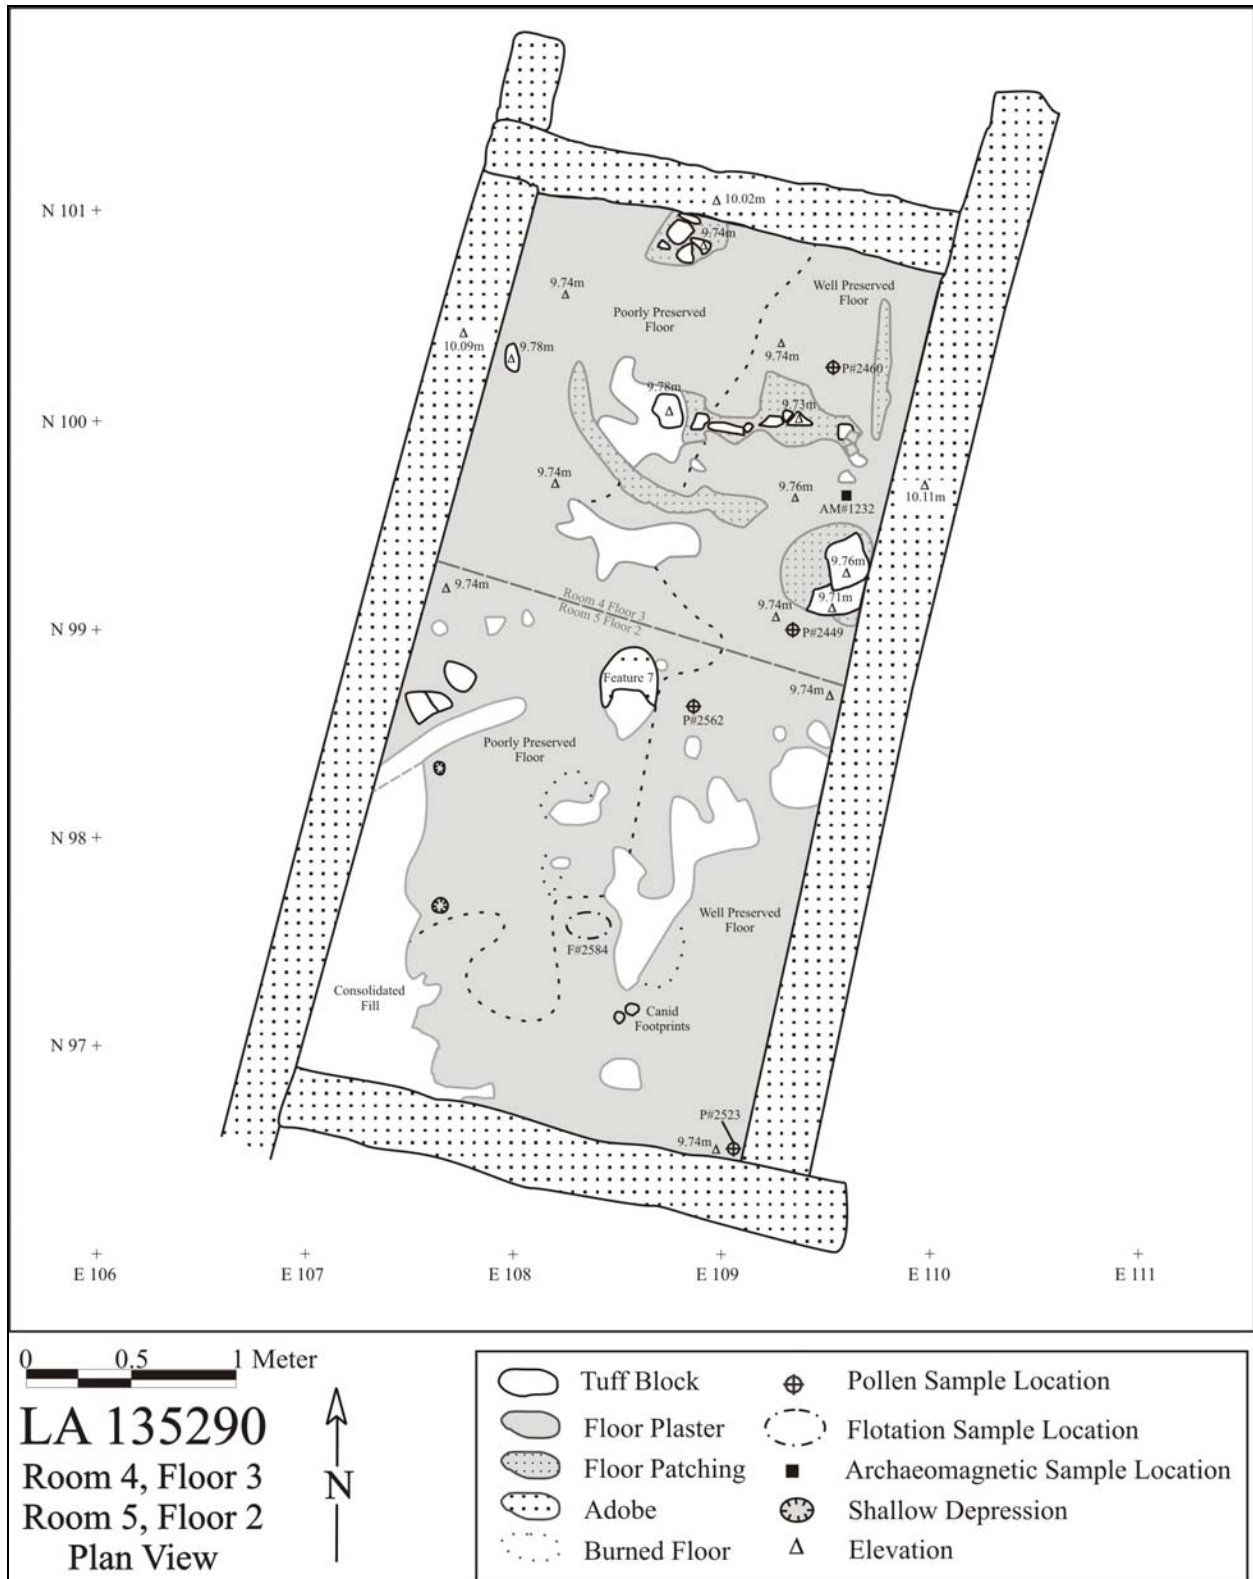 N 101 +
10.02m
9.74m
9.74m
Well Preserved
Floor
Poorly Preserved
Floor
10.09m
9.78m
9.74m
P#2460
9.78m
9.73m
N 100 +
9.74m
9.76m
AM#1232
10.11m
9.76m
9.74m
9.71m
Room 4 Floor 3
Room 5 Floor 2
9.74m
N 99 +
P#2449
Feature 7
9.74m
P#2562
Poorly Preserved
Floor
N 98 +
Well Preserved
Floor
F#2584
Consolidated
Fill
Canid
Footprints
N 97 +
P#2523
9.74m
+ + + + + +
E 106 E 107 E 108 E 109 E 110 E 111
0 0.5 1 Meter
LA 135290
Room 4, Floor 3
Room 5, Floor 2
Plan View
N
Tuff Block
Floor Plaster
Floor Patching
Adobe
Burned Floor
Pollen Sample Location
Flotation Sample Location
Archaeomagnetic Sample Location
Shallow Depression
Elevation